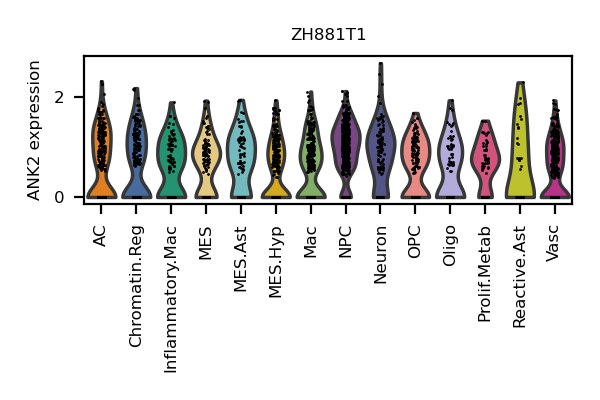 ZH881T1
ANK2 expression
2
0
AC
Chromatin.Reg
Inflammatory.Mac
MES
MES.Ast
MES.Hyp
Mac
NPC
Neuron
OPC
Oligo
Prolif.Metab
Reactive.Ast
Vasc